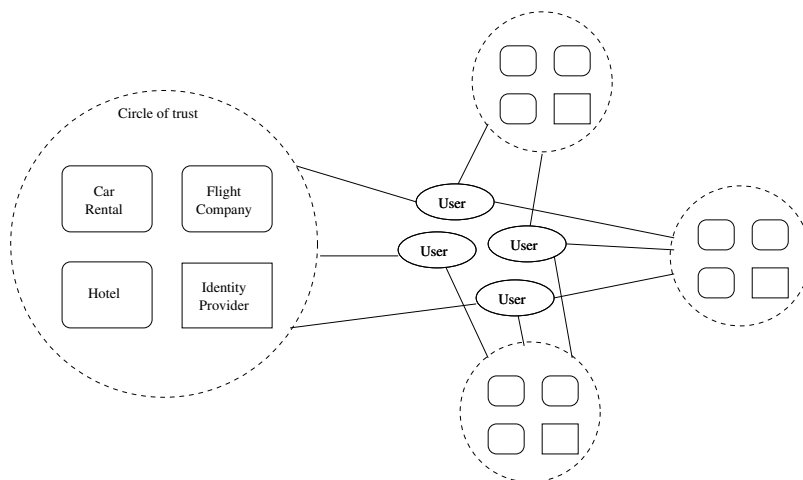 Circle of trust
Car
Rental
Flight
Company
Hotel
Identity
Provider
User
User
User
User